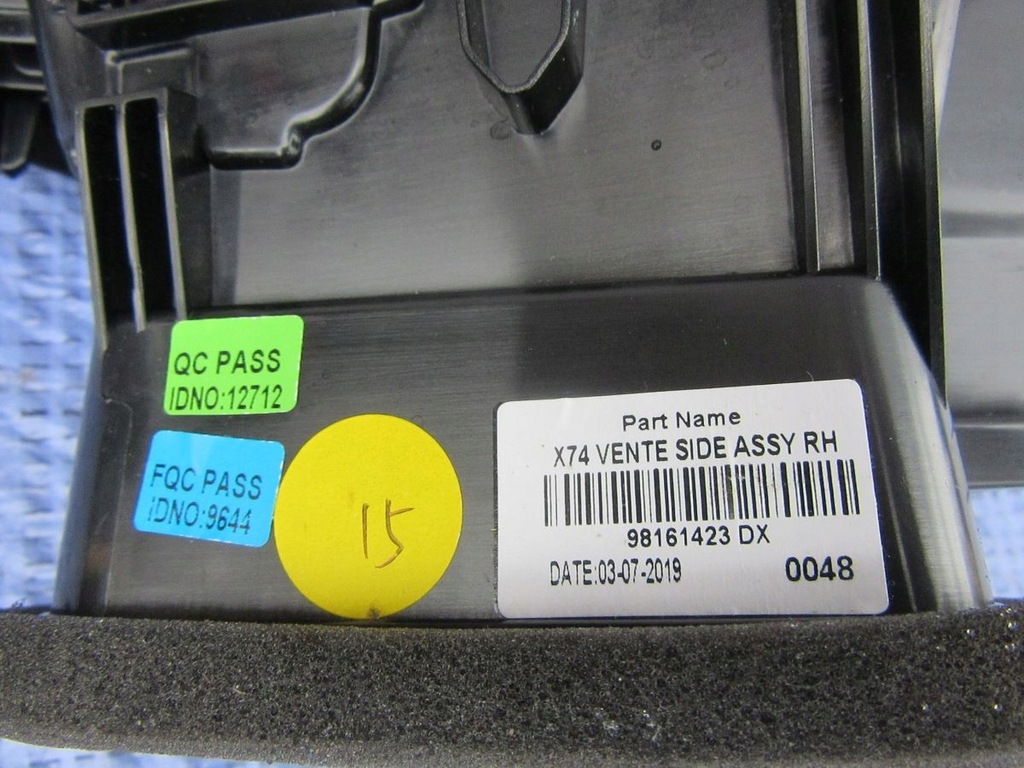 QC PASS
IDNO:12712
FQC PASS
IDNO:9644
15
Part Name
X74 VENTE SIDE ASSY RH
98161423 DX
DATE:03-07-2019 0048